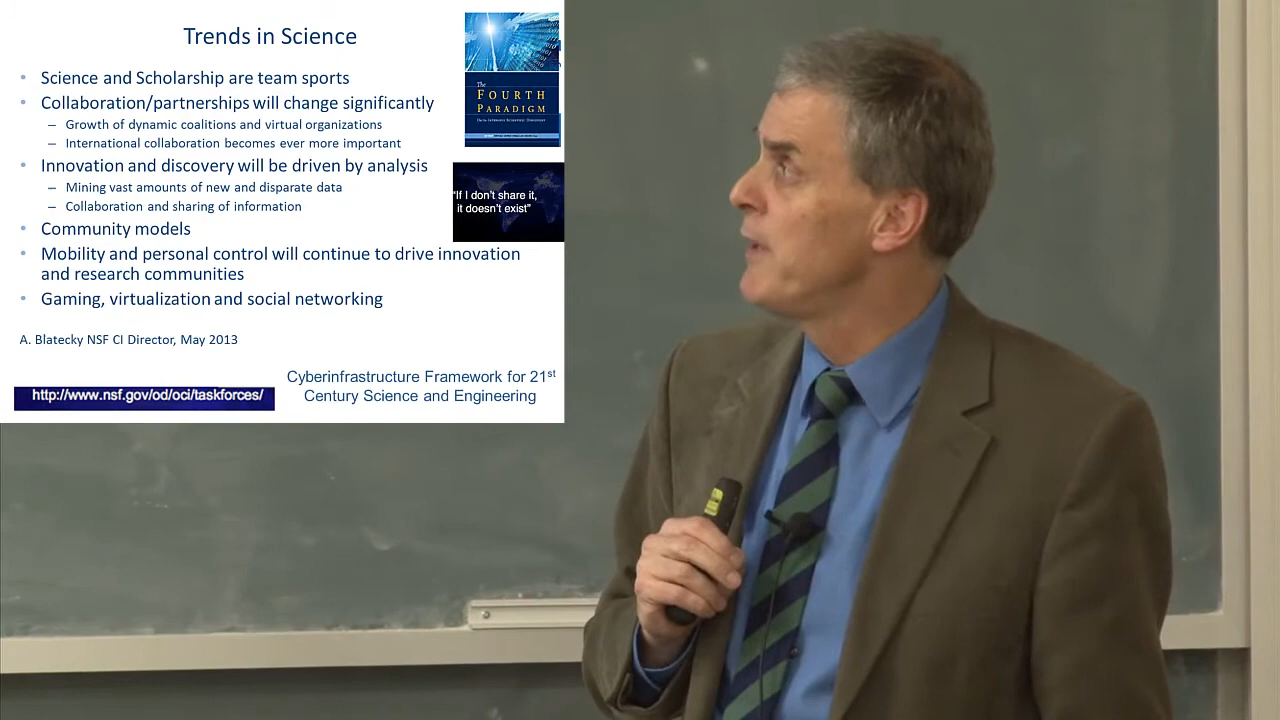 Trends in Science
• Science and Scholarship are team sports
• Collaboration/partnerships will change significantly
– Growth of dynamic coalitions and virtual organizations
– International collaboration becomes ever more important
• Innovation and discovery will be driven by analysis
– Mining vast amounts of new and disparate data
– Collaboration and sharing of information
• Community models
• Mobility and personal control will continue to drive innovation
and research communities
• Gaming, virtualization and social networking
A. Blatecky NSF CI Director, May 2013
http://www.nsf.gov/od/oci/taskforces/
Cyberinfrastructure Framework for 21st
Century Science and Engineering
The
FOURTH
PARADIGM
DATA-INTENSIVE SCIENTIFIC DISCOVERY
"If I don't share it,
it doesn't exist"